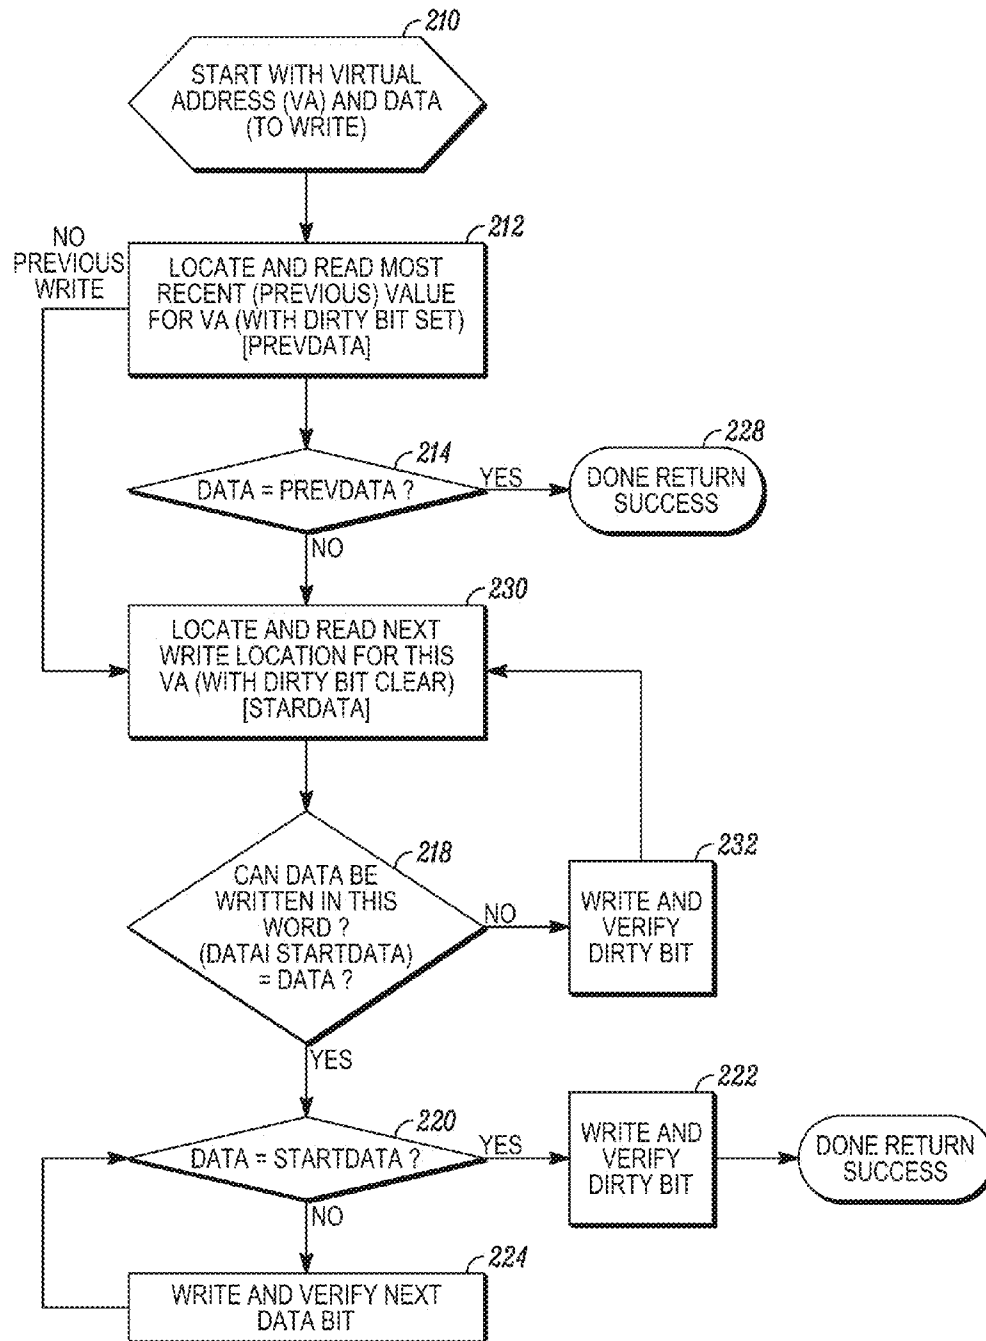 210
START WITH VIRTUAL
ADDRESS (VA) AND DATA
(TO WRITE)
212
NO
PREVIOUS
WRITE
LOCATE AND READ MOST
RECENT (PREVIOUS) VALUE
FOR VA (WITH DIRTY BIT SET)
[PREVDATA]
214
DATA = PREVDATA ?
YES
228
DONE RETURN
SUCCESS
NO
230
LOCATE AND READ NEXT
WRITE LOCATION FOR THIS
VA (WITH DIRTY BIT CLEAR)
[STARDATA]
218
CAN DATA BE
WRITTEN IN THIS
WORD ?
(DATAI STARTDATA)
= DATA ?
NO
232
WRITE AND
VERIFY
DIRTY BIT
YES
220
DATA = STARTDATA ?
YES
222
WRITE AND
VERIFY
DIRTY BIT
DONE RETURN
SUCCESS
NO
224
WRITE AND VERIFY NEXT
DATA BIT